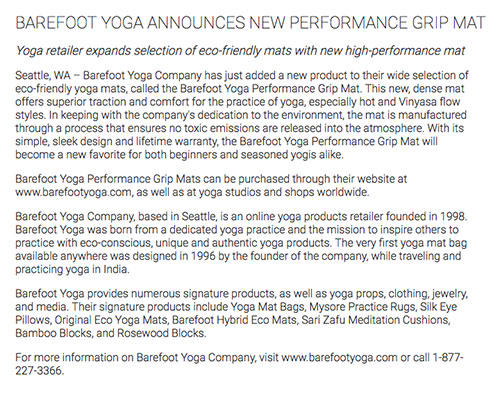 BAREFOOT YOGA ANNOUNCES NEW PERFORMANCE GRIP MAT
Yoga retailer expands selection of eco-friendly mats with new high-performance mat
Seattle, WA – Barefoot Yoga Company has just added a new product to their wide selection of
eco-friendly yoga mats, called the Barefoot Yoga Performance Grip Mat. This new, dense mat
offers superior traction and comfort for the practice of yoga, especially hot and Vinyasa flow
styles. In keeping with the company's dedication to the environment, the mat is manufactured
through a process that ensures no toxic emissions are released into the atmosphere. With its
simple, sleek design and lifetime warranty, the Barefoot Yoga Performance Grip Mat will
become a new favorite for both beginners and seasoned yogis alike.
Barefoot Yoga Performance Grip Mats can be purchased through their website at
www.barefootyoga.com, as well as at yoga studios and shops worldwide.
Barefoot Yoga Company, based in Seattle, is an online yoga products retailer founded in 1998.
Barefoot Yoga was born from a dedicated yoga practice and the mission to inspire others to
practice with eco-conscious, unique and authentic yoga products. The very first yoga mat bag
available anywhere was designed in 1996 by the founder of the company, while traveling and
practicing yoga in India.
Barefoot Yoga provides numerous signature products, as well as yoga props, clothing, jewelry,
and media. Their signature products include Yoga Mat Bags, Mysore Practice Rugs, Silk Eye
Pillows, Original Eco Yoga Mats, Barefoot Hybrid Eco Mats, Sari Zafu Meditation Cushions,
Bamboo Blocks, and Rosewood Blocks.
For more information on Barefoot Yoga Company, visit www.barefootyoga.com or call 1-877-
227-3366.